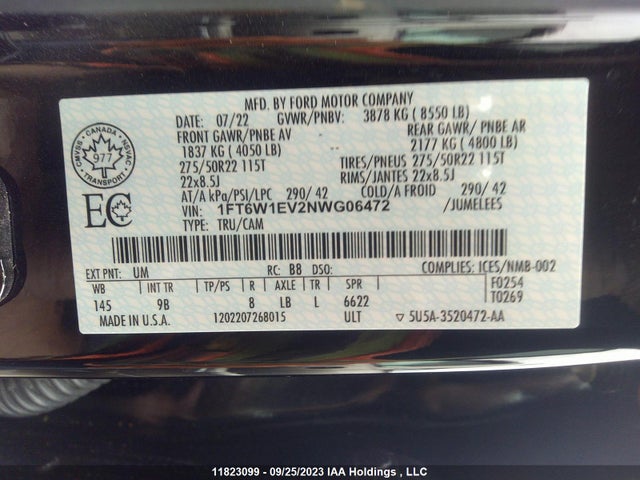 MFD. BY FORD MOTOR COMPANY
DATE: 07/22 GVWR/PNBV: 3878 KG ( 8550 LB)
FRONT GAWR/PNBE AV REAR GAWR/ PNBE AR
1837 KG ( 4050 LB) 2177 KG ( 4800 LB)
275/50R22 115T TIRES/PNEUS 275/50R22 115T
22x8.5J RIMS/JANTES 22x8.5J
AT/A kPa/PSI/LPC 290/ 42 COLD/A FROID 290/ 42
VIN: 1FT6W1EV2NWG06472 /JUMELEES
TYPE: TRU/CAM
CANADA
CMVSS NSVAC
977
TRANSPORT
EC
EXT PNT: UM RC: B8 DSO: COMPLIES: ICES/NMB-002
WB INT TR TP/PS R AXLE TR SPR F0254
145 9B 8 LB L 6622 T0269
MADE IN U.S.A. 1202207268015 ULT ▽ 5U5A-3520472-AA
11823099 - 09/25/2023 IAA Holdings , LLC